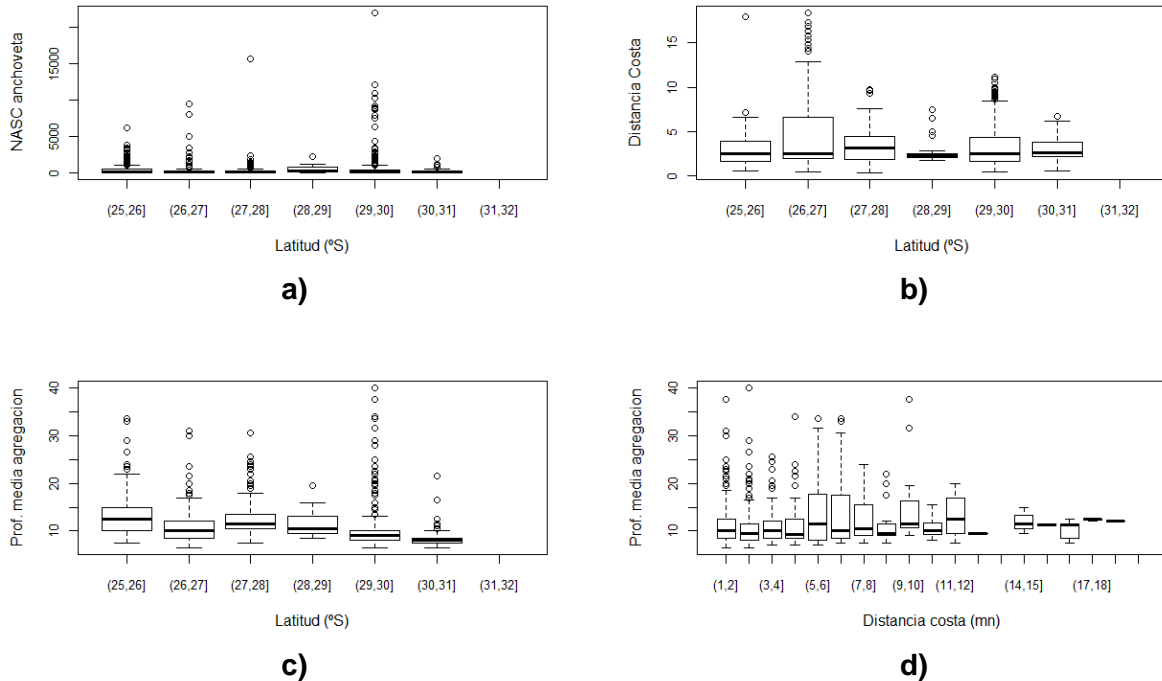 NASC anchoveta
15000
5000
0
(25,26] (26,27] (27,28] (28,29] (29,30] (30,31] (31,32]
Latitud (ºS)
a)
Distancia Costa
15
10
5
0
(25,26] (26,27] (27,28] (28,29] (29,30] (30,31] (31,32]
Latitud (ºS)
b)
Prof. media agregacion
40
30
20
10
(25,26] (26,27] (27,28] (28,29] (29,30] (30,31] (31,32]
Latitud (ºS)
c)
Prof. media agregacion
40
30
20
10
(1,2] (3,4] (5,6] (7,8] (9,10] (11,12] (14,15] (17,18]
Distancia costa (mn)
d)